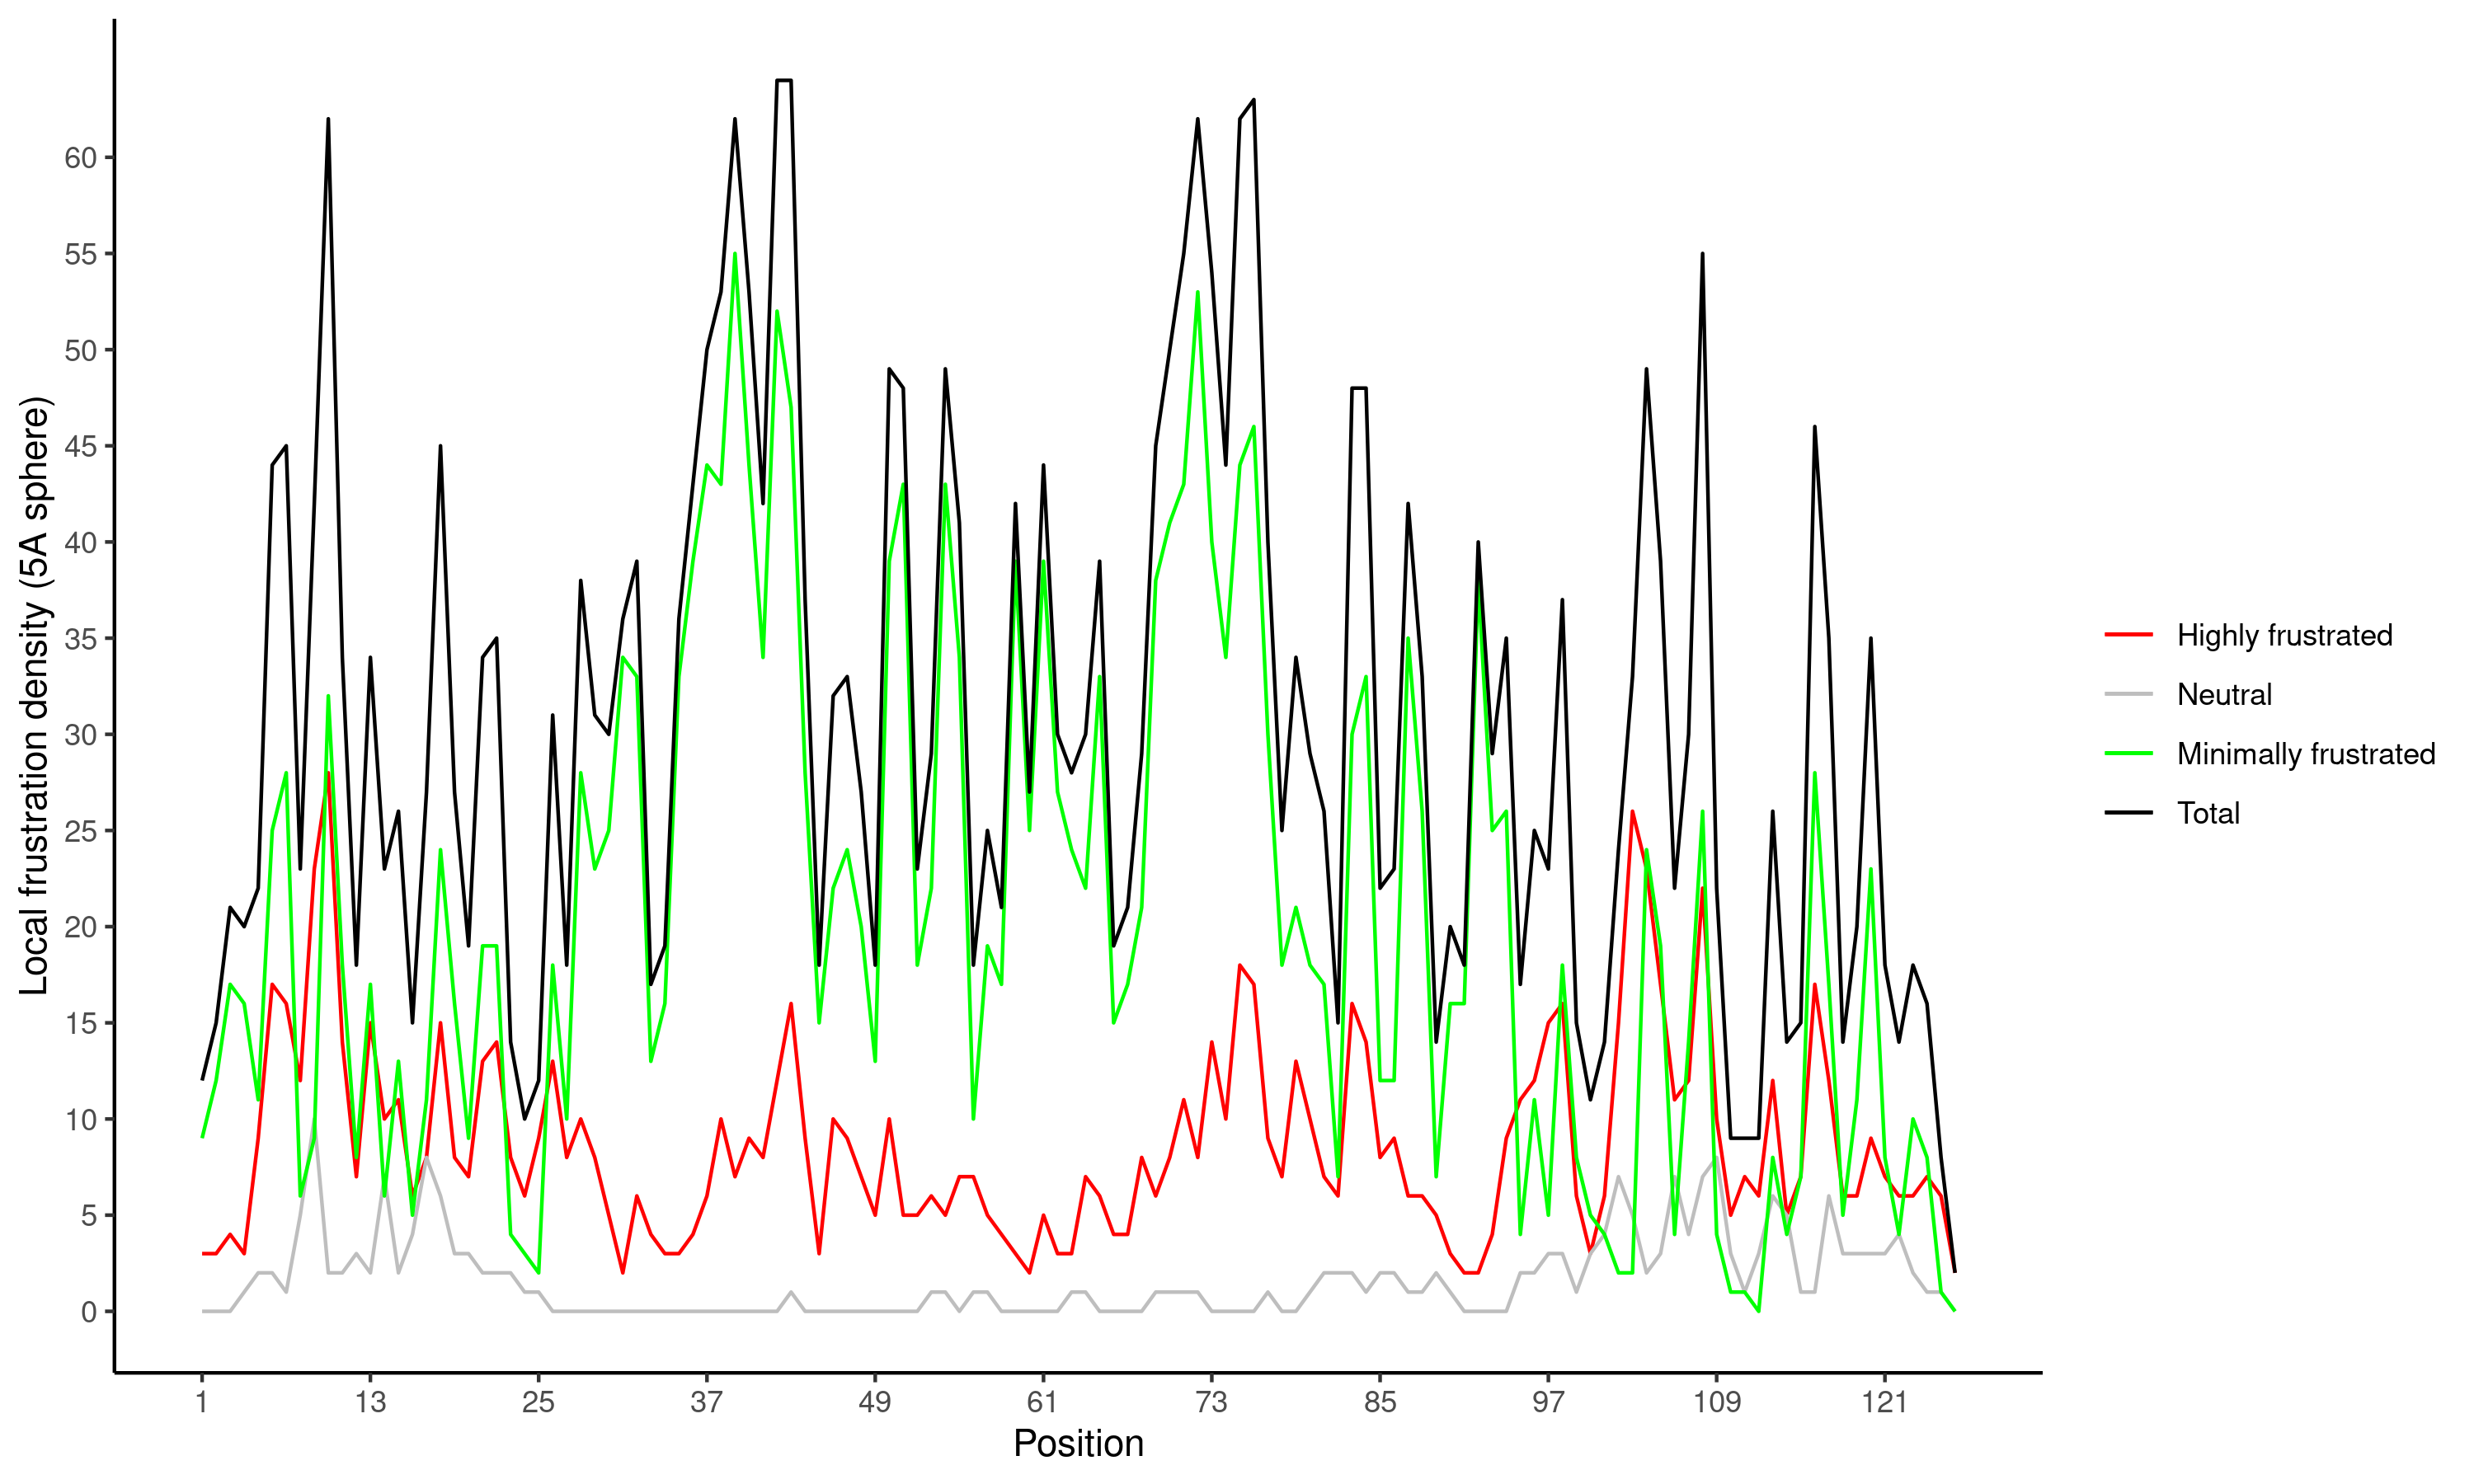 Local frustration density (5A sphere)
60
55
50
45
40
35
30
25
20
15
10
5
0
1 13 25 37 49 61 73 85 97 109 121
Position
Highly frustrated
Neutral
Minimally frustrated
Total